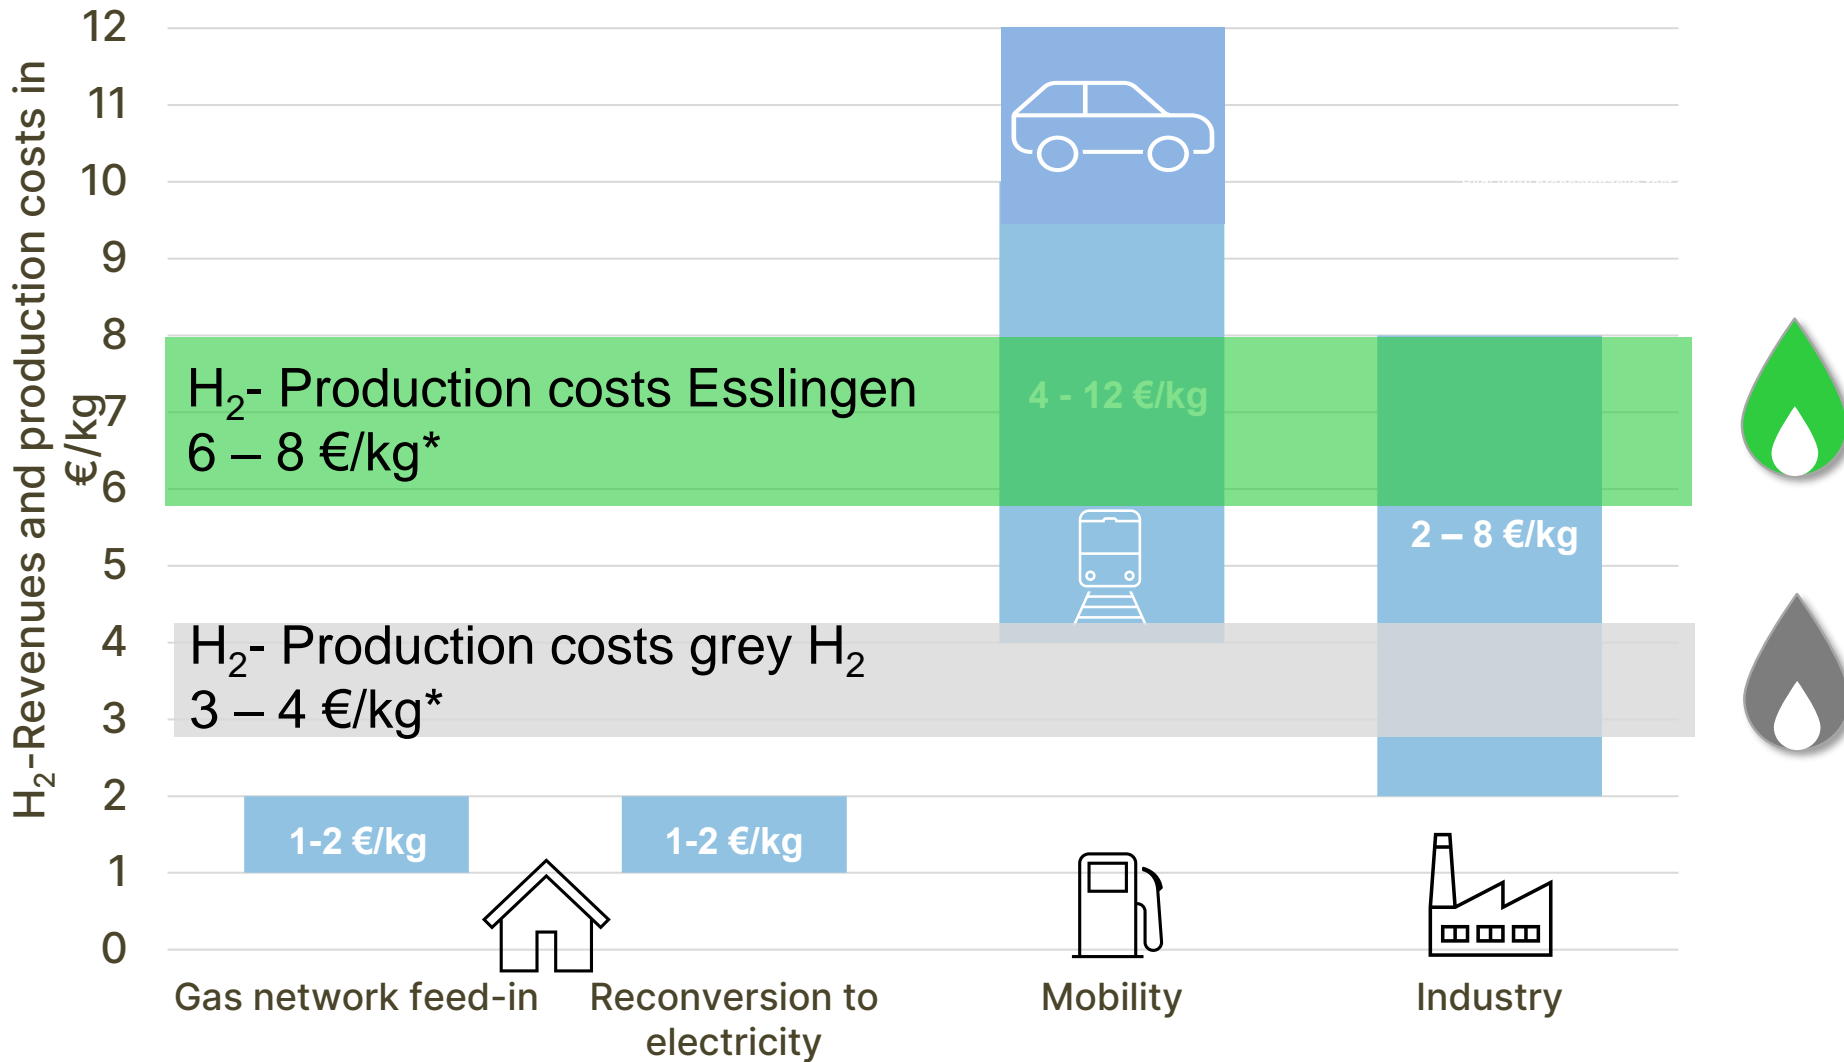 H₂-Revenues and production costs in
€/kg
12
11
10
9
8
7
6
5
4
3
2
1
0
H₂- Production costs Esslingen
6 – 8 €/kg*
4 - 12 €/kg
2 – 8 €/kg
H₂- Production costs grey H₂
3 – 4 €/kg*
1-2 €/kg
1-2 €/kg
Gas network feed-in
Reconversion to
electricity
Mobility
Industry